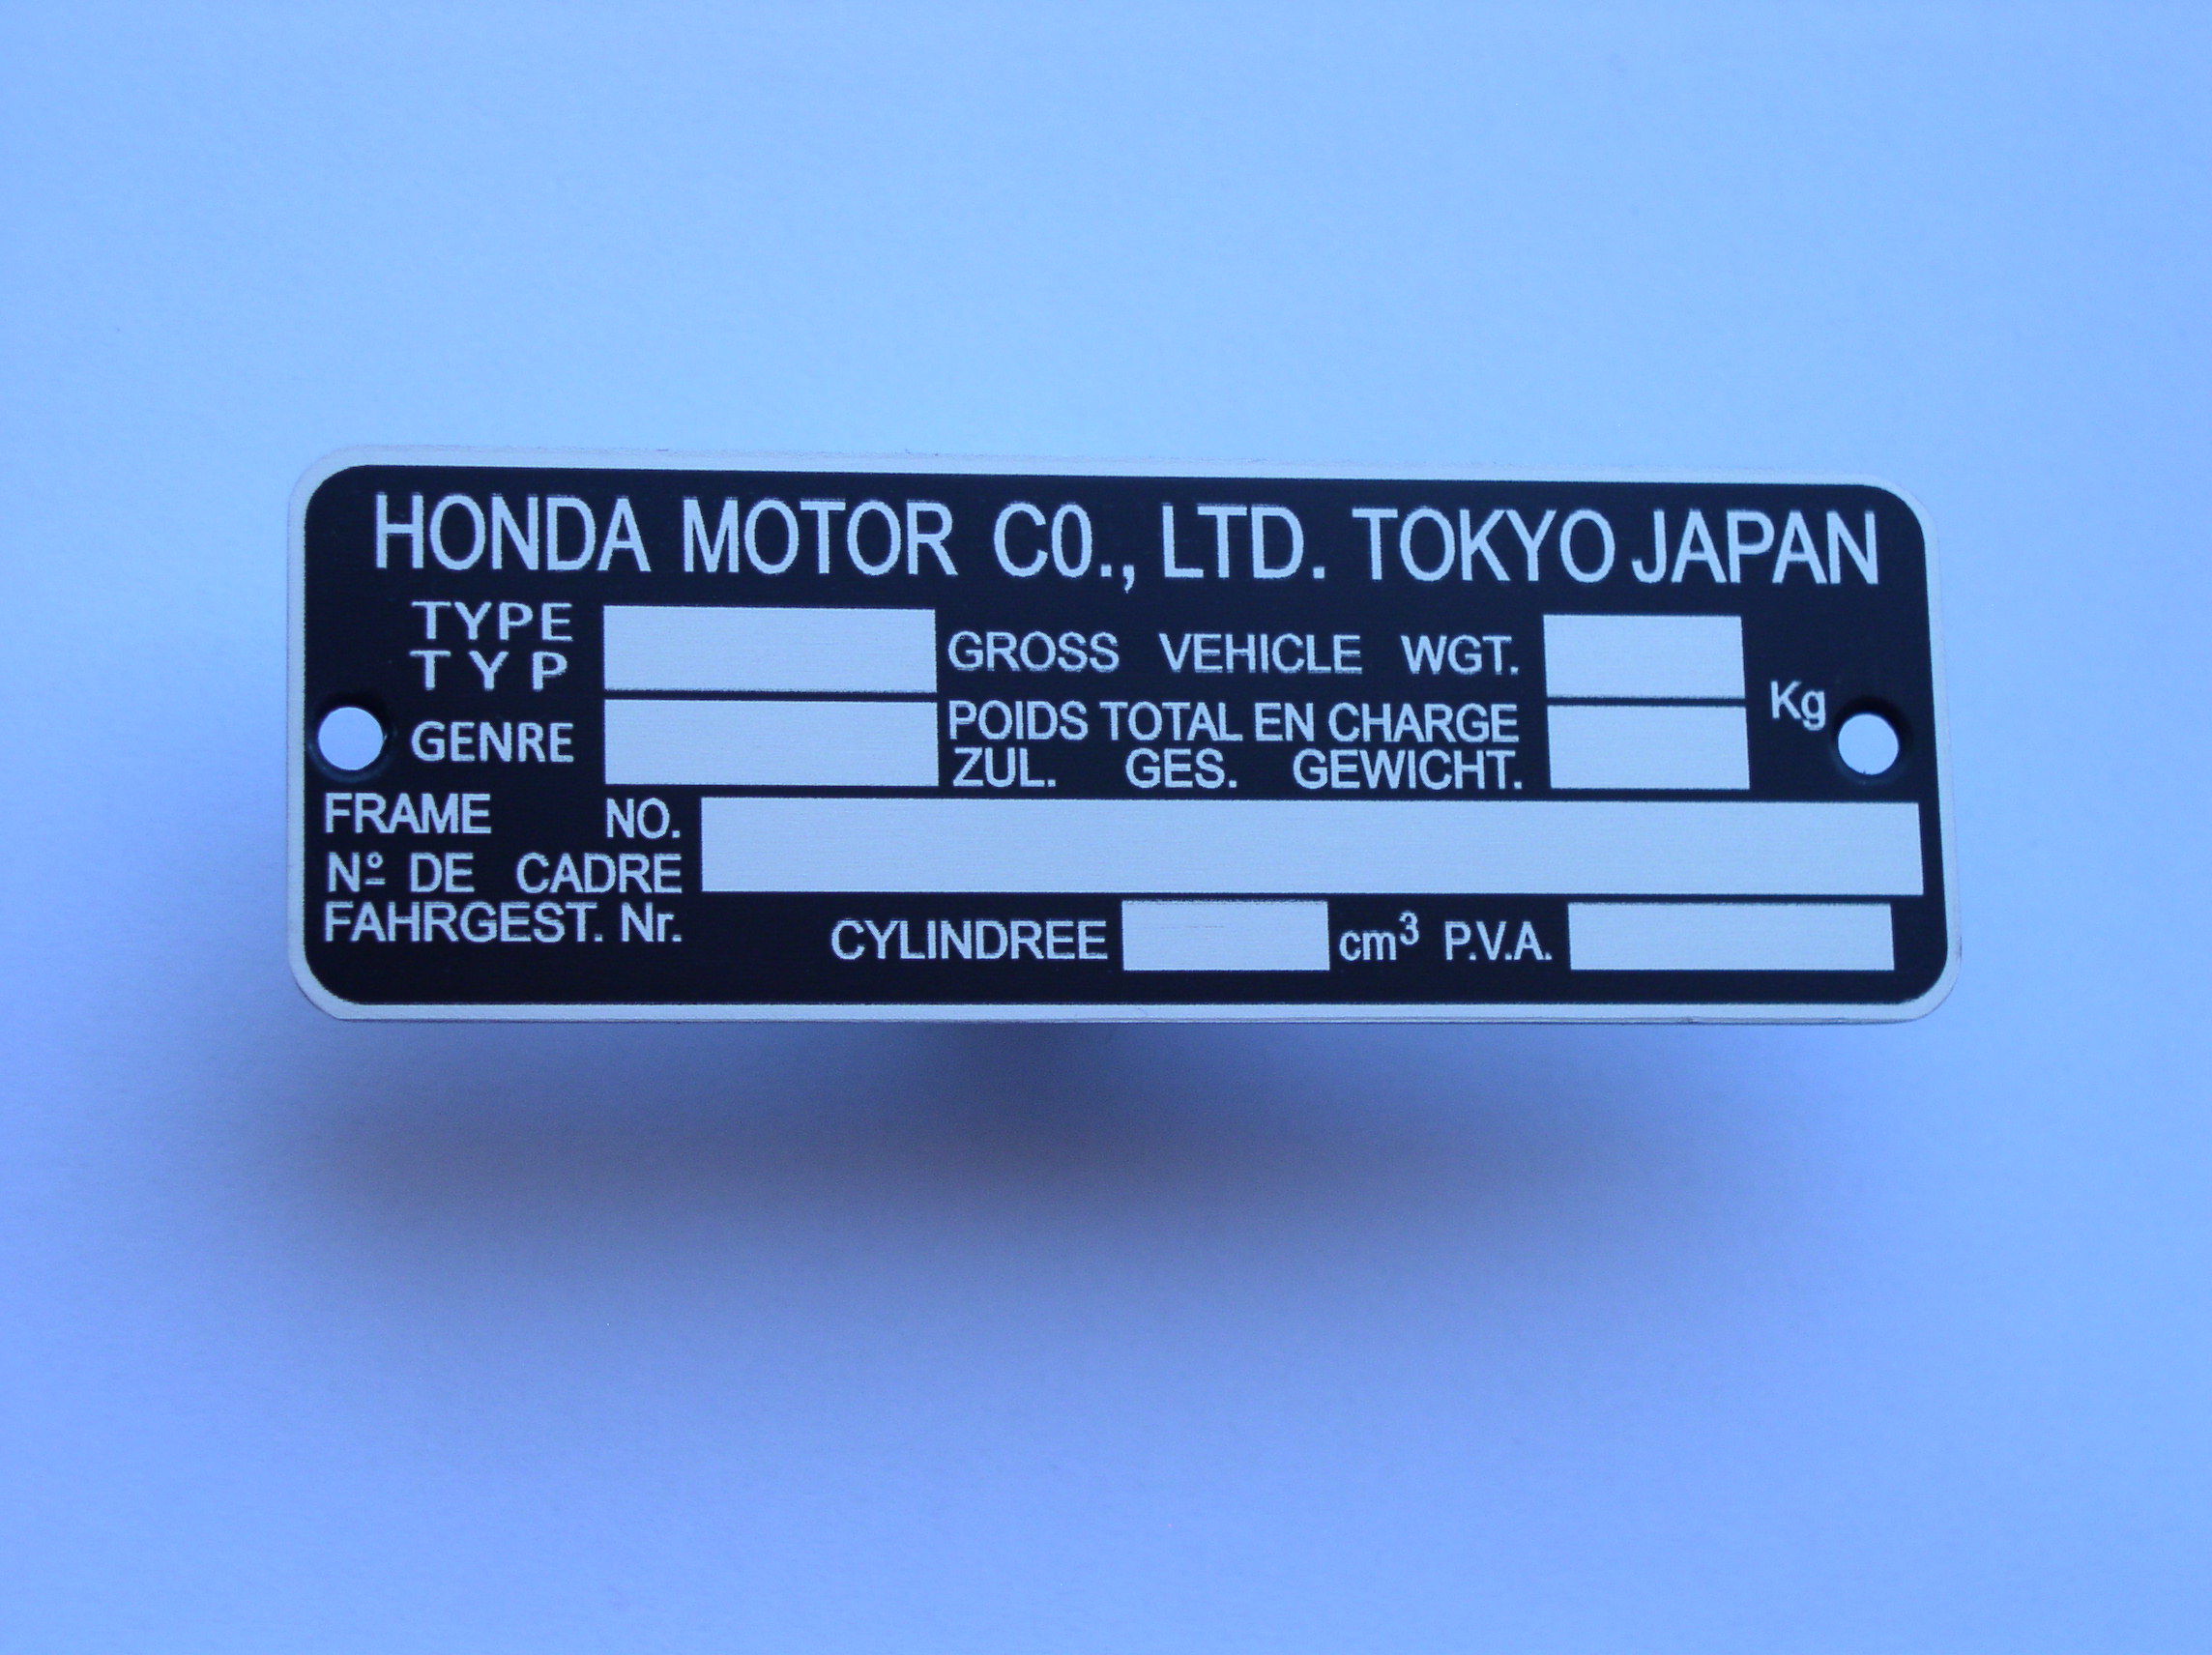 HONDA MOTOR C0., LTD. TOKYO JAPAN
TYPE
TYP
GROSS VEHICLE WGT.
GENRE
POIDS TOTAL EN CHARGE
ZUL. GES. GEWICHT.
Kg
FRAME NO.
Nº DE CADRE
FAHRGEST. Nr.
CYLINDREE cm³ P.V.A.